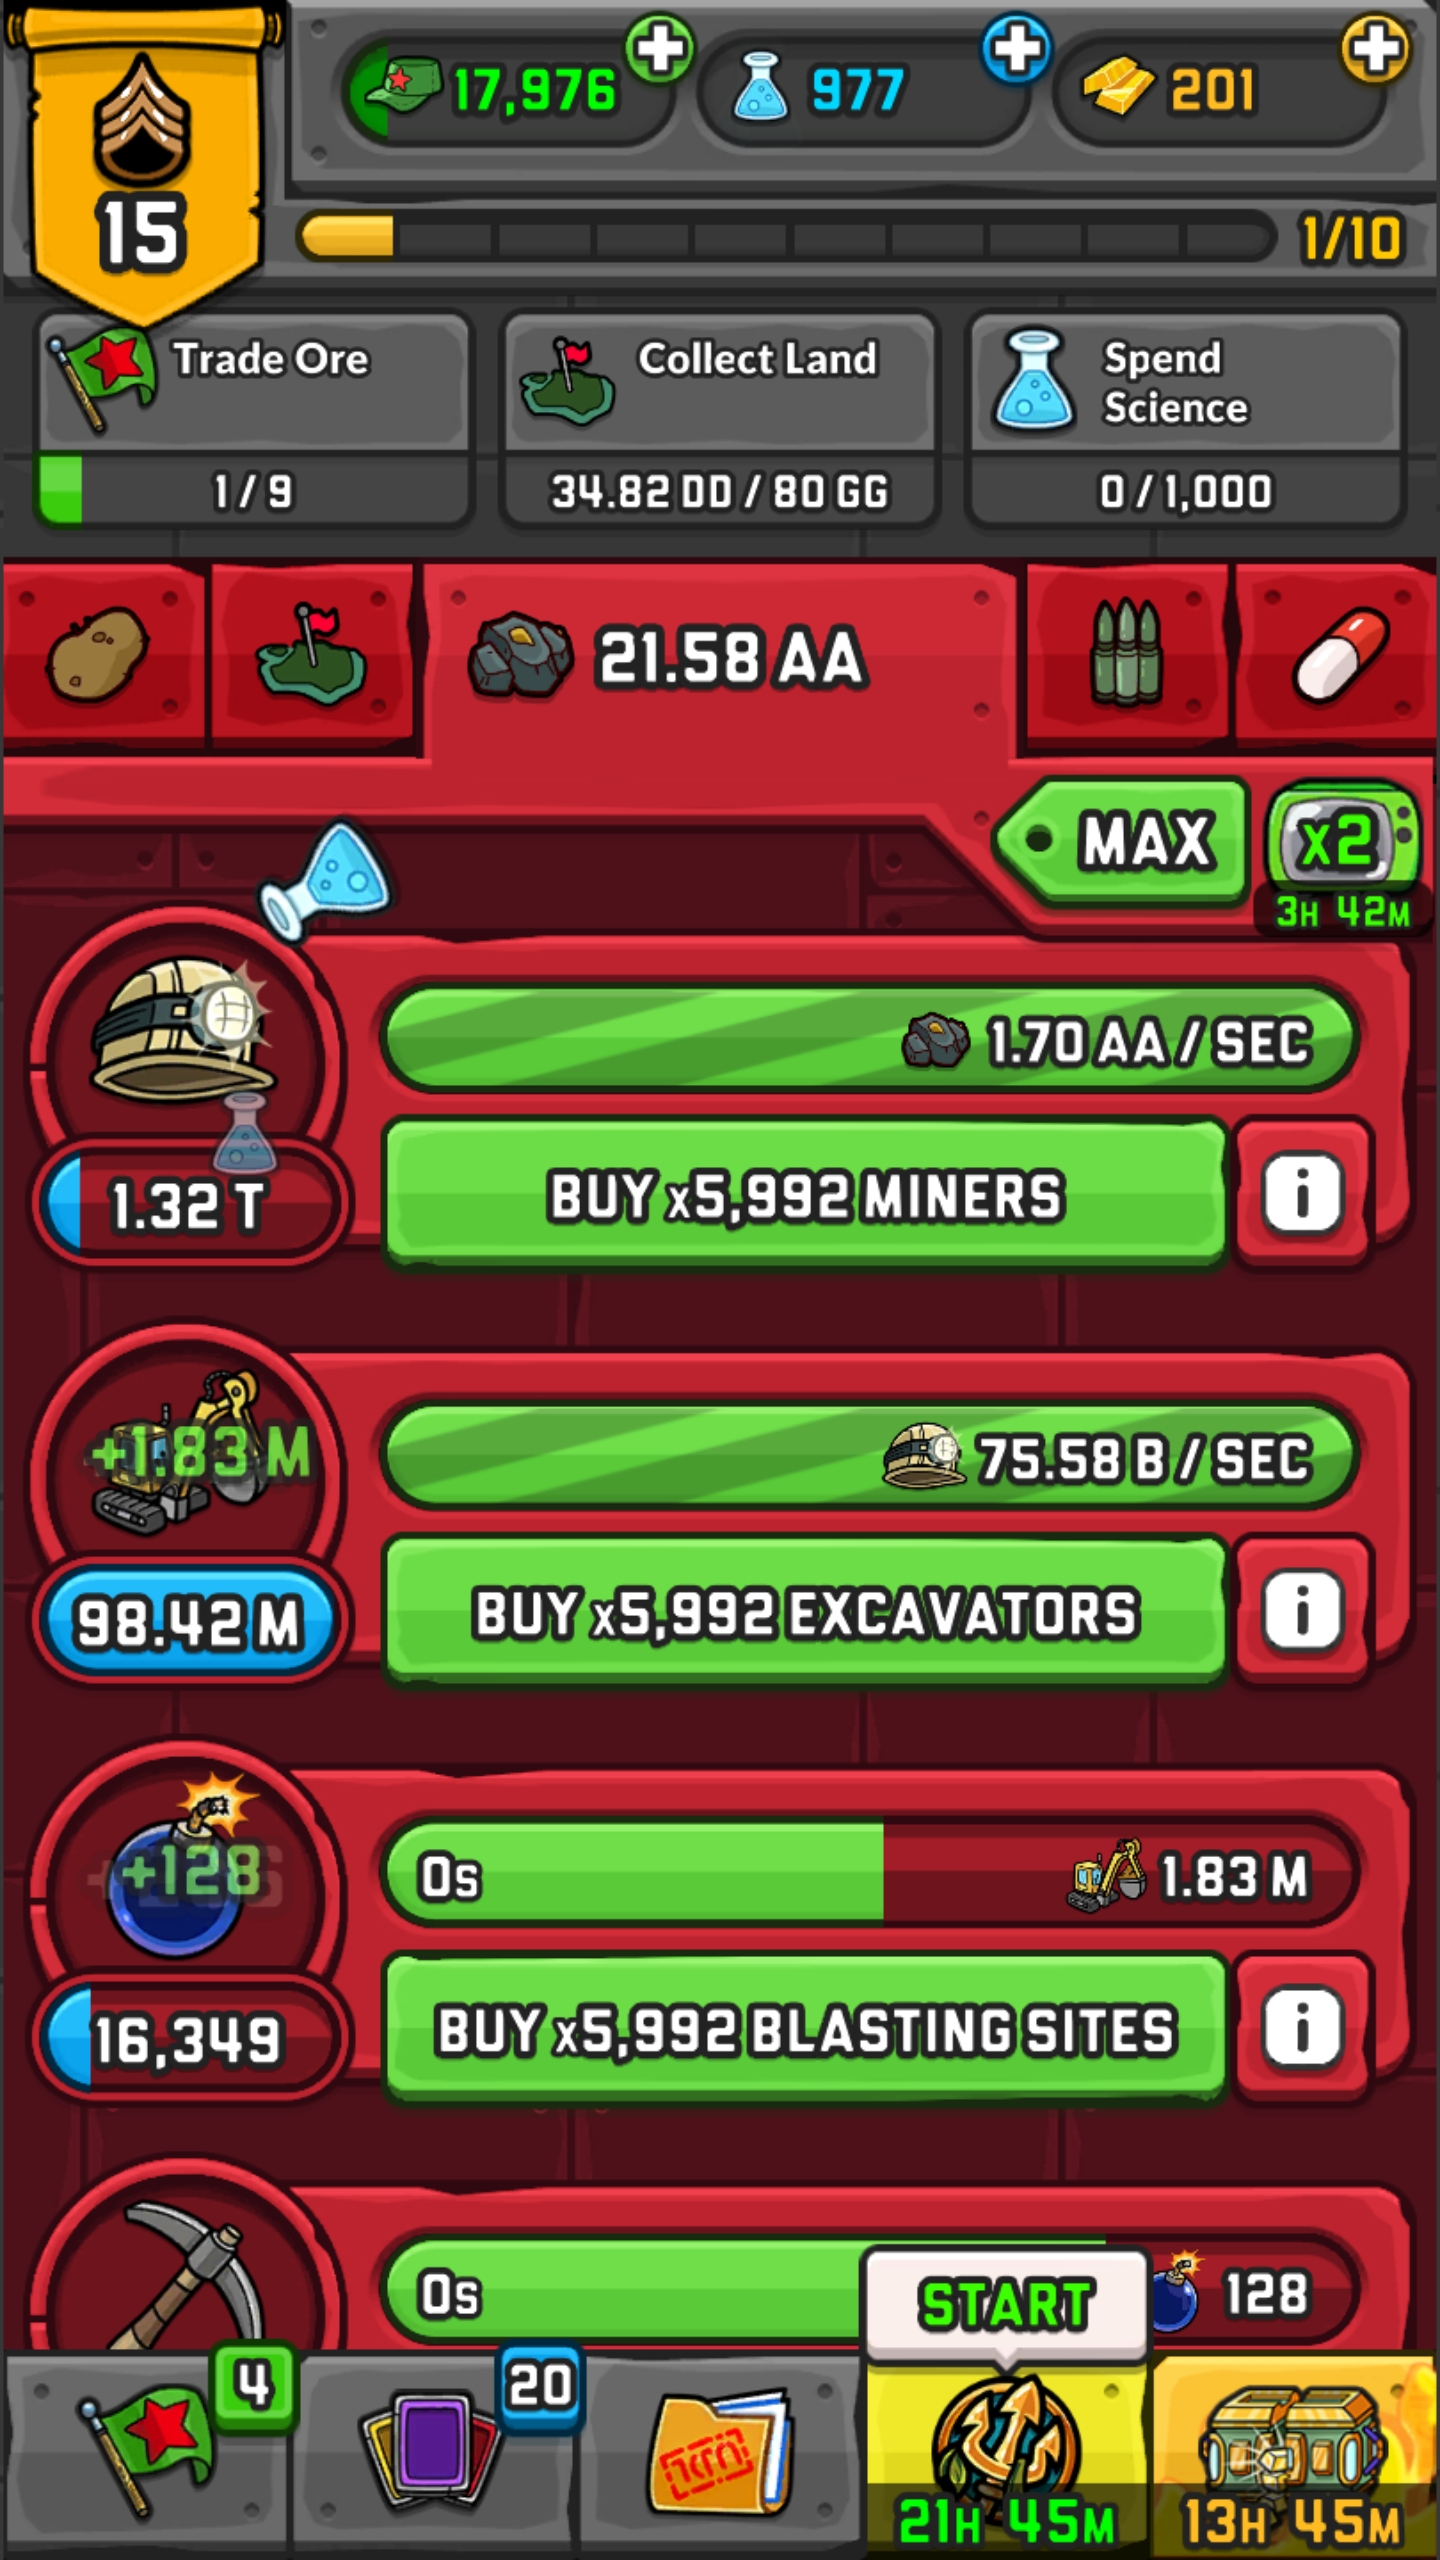 17,976
977
201
15
1/10
Trade Ore
Collect Land
Spend
Science
1 / 9
34.82 DD / 80 GG
0 / 1,000
21.58 AA
MAX
x2
3H 42M
1.70 AA / SEC
1.32 T
BUY x5,992 MINERS
i
+1.83 M
75.58 B / SEC
98.42 M
BUY x5,992 EXCAVATORS
i
+128
0s
1.83 M
16,349
BUY x5,992 BLASTING SITES
i
0s
128
START
4
20
21H 45M
13H 45M